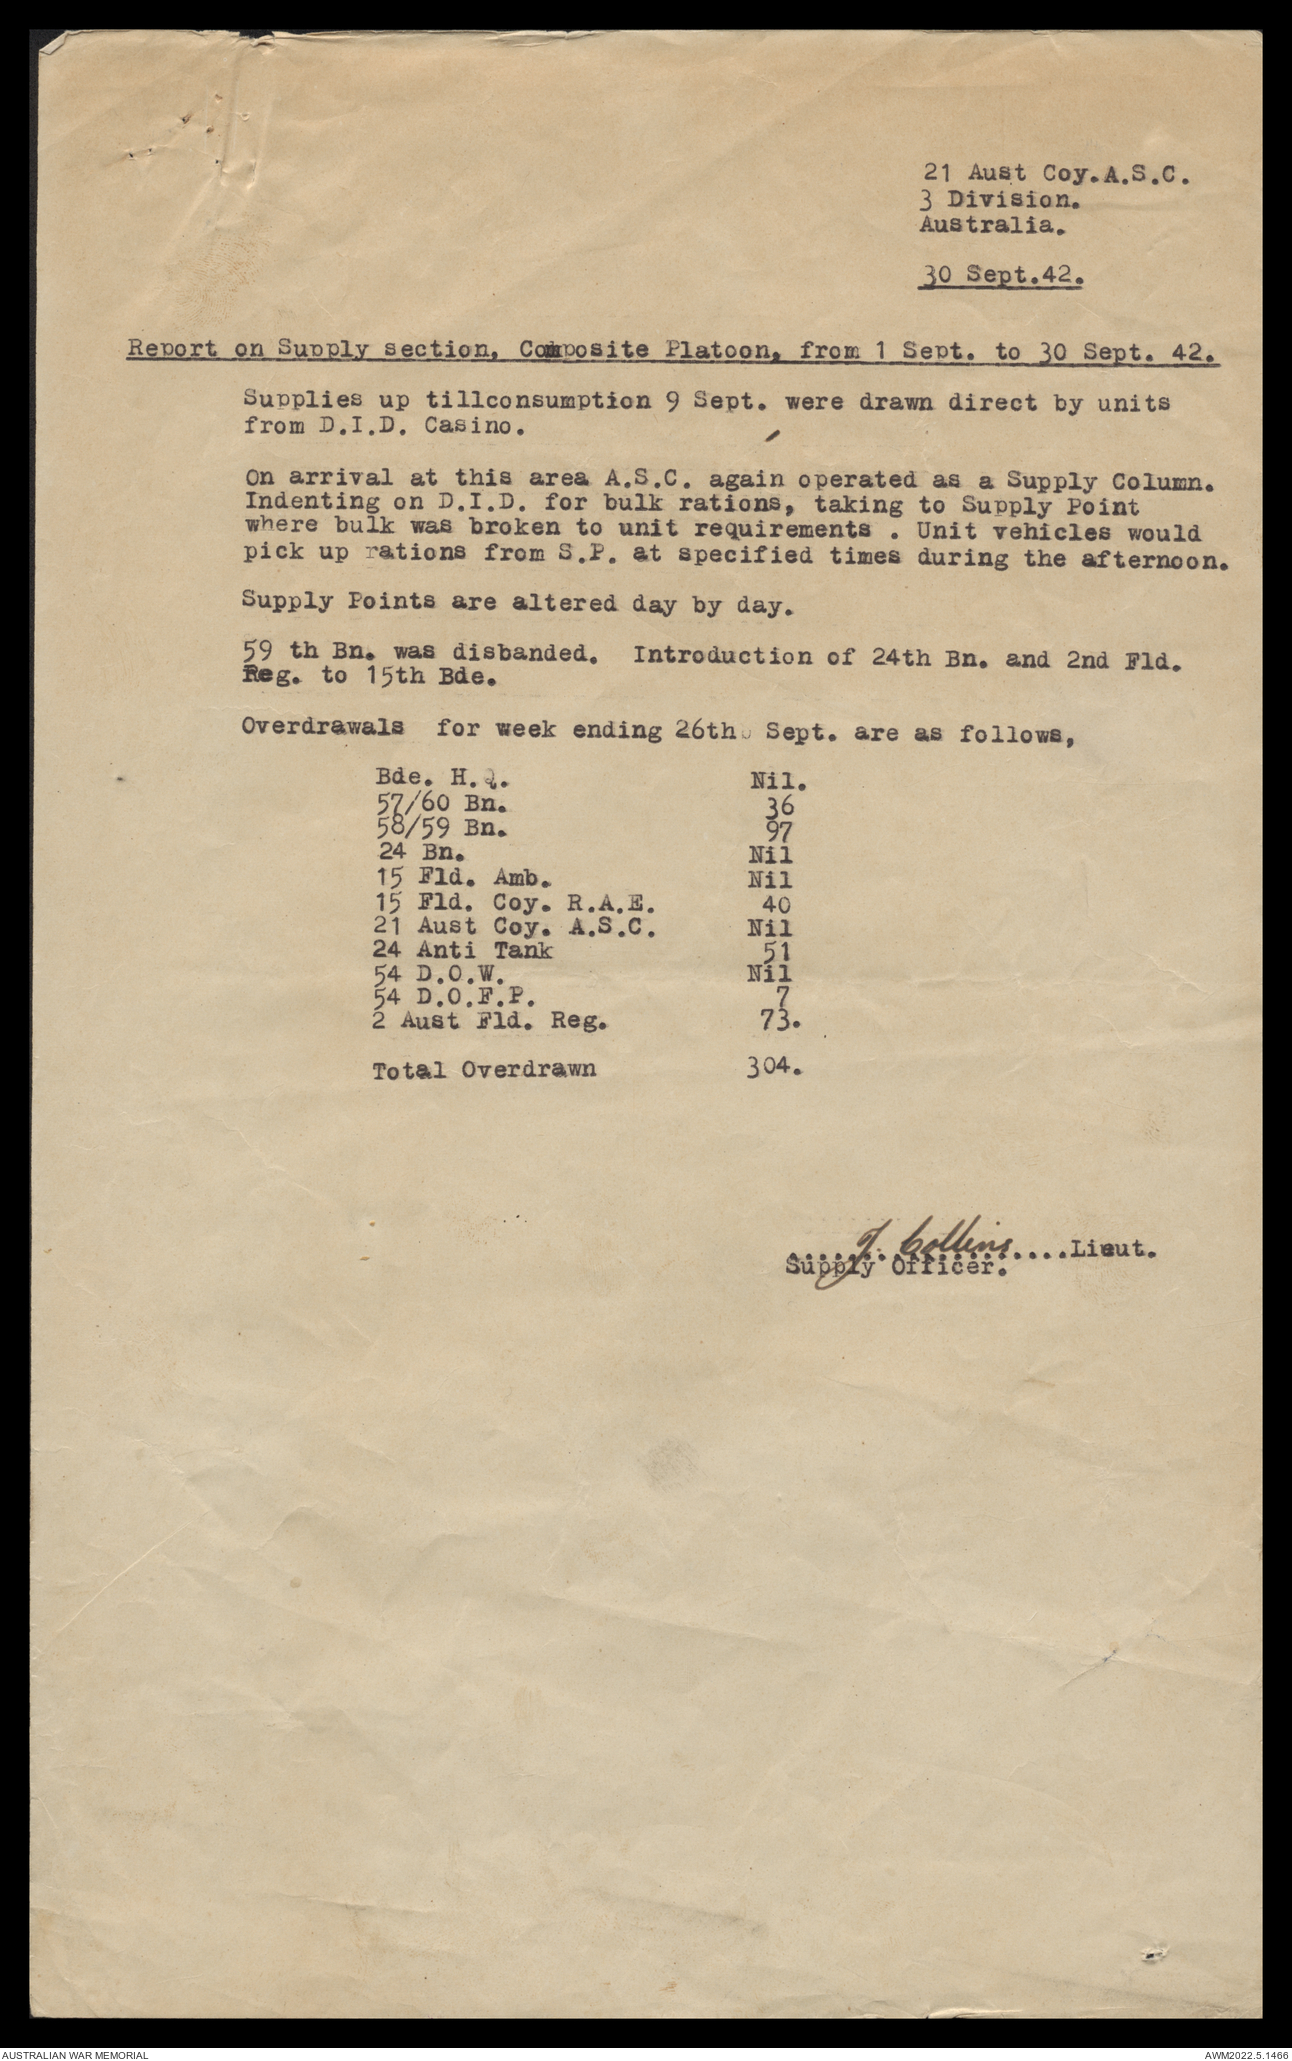 21 Aust Coy.A.S.C.
3 Division.
Australia.
30 Sept.42.
Report on Supply section, Composite Platoon, from 1 Sept. to 30 Sept. 42.
Supplies up tillconsumption 9 Sept. were drawn direct by units
from D.I.D. Casino.
On arrival at this area A.S.C. again operated as a Supply Column.
Indenting on D.I.D. for bulk rations, taking to Supply Point
where bulk was broken to unit requirements . Unit vehicles would
pick up rations from S.P. at specified times during the afternoon.
Supply Points are altered day by day.
59 th Bn. was disbanded. Introduction of 24th Bn. and 2nd Fld.
Reg. to 15th Bde.
Overdrawals for week ending 26th. Sept. are as follows,
Bde. H.Q. Nil.
57/60 Bn. 36
58/59 Bn. 97
24 Bn. Nil
15 Fld. Amb. Nil
15 Fld. Coy. R.A.E. 40
21 Aust Coy. A.S.C. Nil
24 Anti Tank 51
54 D.O.W. Nil
54 D.O.F.P. 7
2 Aust Fld. Reg. 73.
Total Overdrawn 304.
J. Collins ....Lieut.
Supply Officer.
AUSTRALIAN WAR MEMORIAL
AWM2022.5.1466